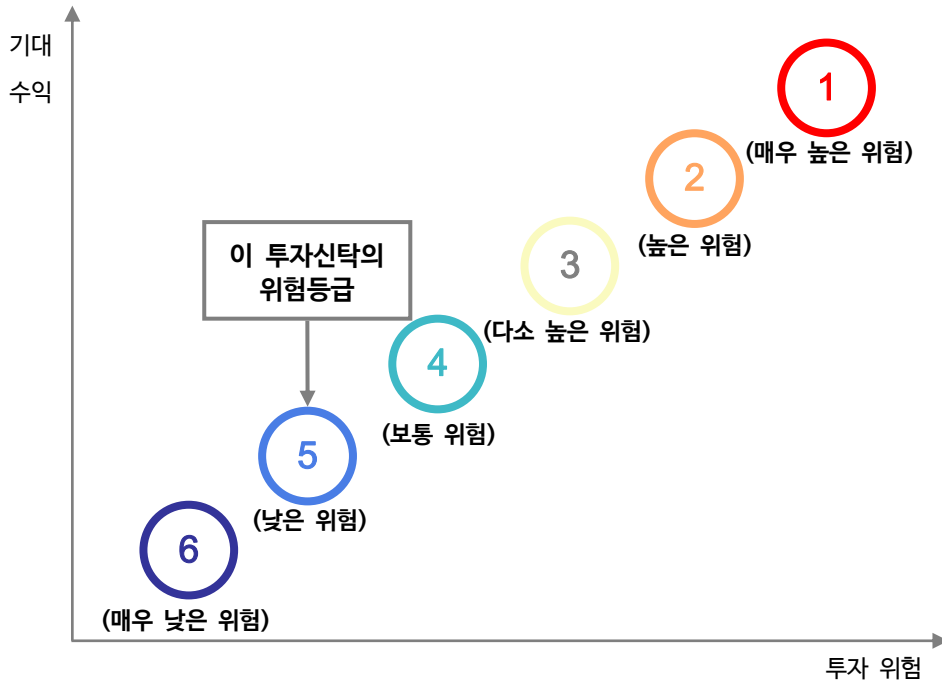 기대
수익
1
(매우 높은 위험)
2
(높은 위험)
이 투자신탁의
위험등급
3
(다소 높은 위험)
4
(보통 위험)
5
(낮은 위험)
6
(매우 낮은 위험)
투자 위험